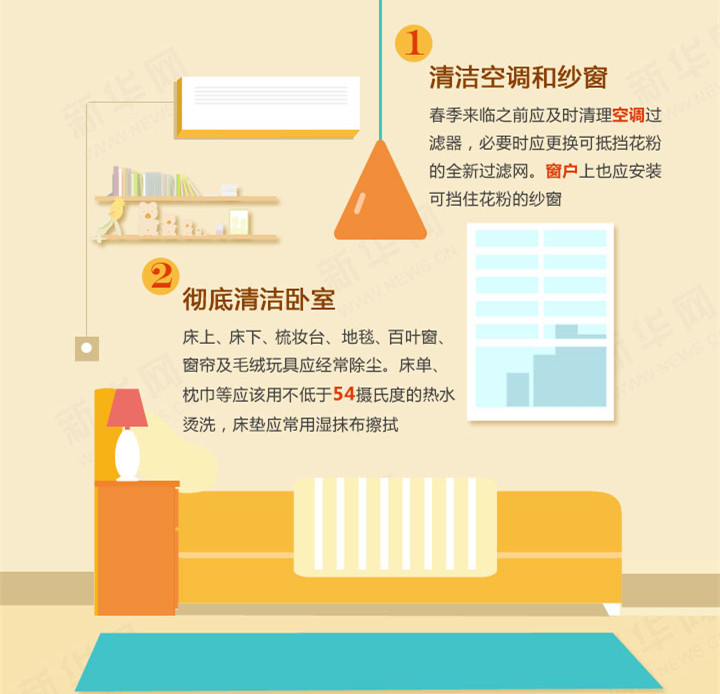 1
清洁空调和纱窗
春季来临之前应及时清理空调过
滤器，必要时应更换可抵挡花粉
的全新过滤网。窗户上也应安装
可挡住花粉的纱窗
2
彻底清洁卧室
床上、床下、梳妆台、地毯、百叶窗、
窗帘及毛绒玩具应经常除尘。床单、
枕巾等应该用不低于54摄氏度的热水
烫洗，床垫应常用湿抹布擦拭
新华网
WWW.NEWS.CN